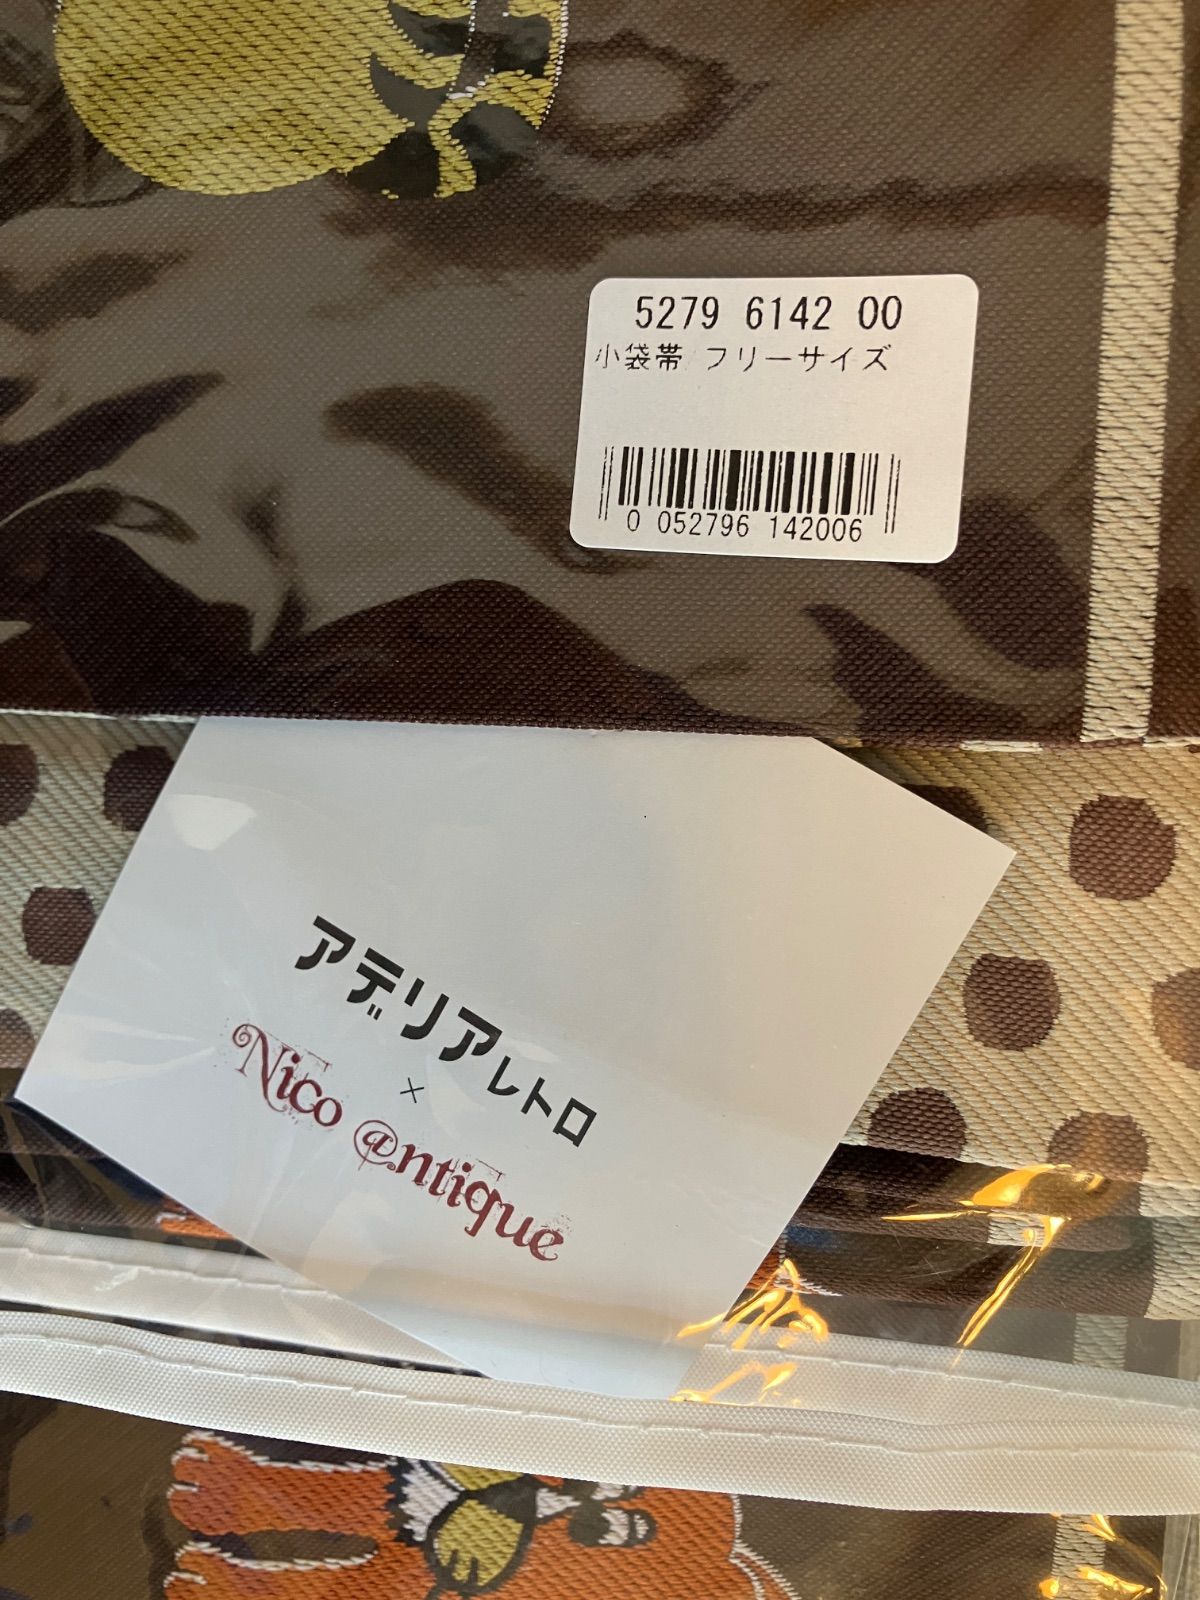 5279 6142 00
小袋帯 フリーサイズ
0 052796 142006
アデリアレトロ
×
Nico @ntique